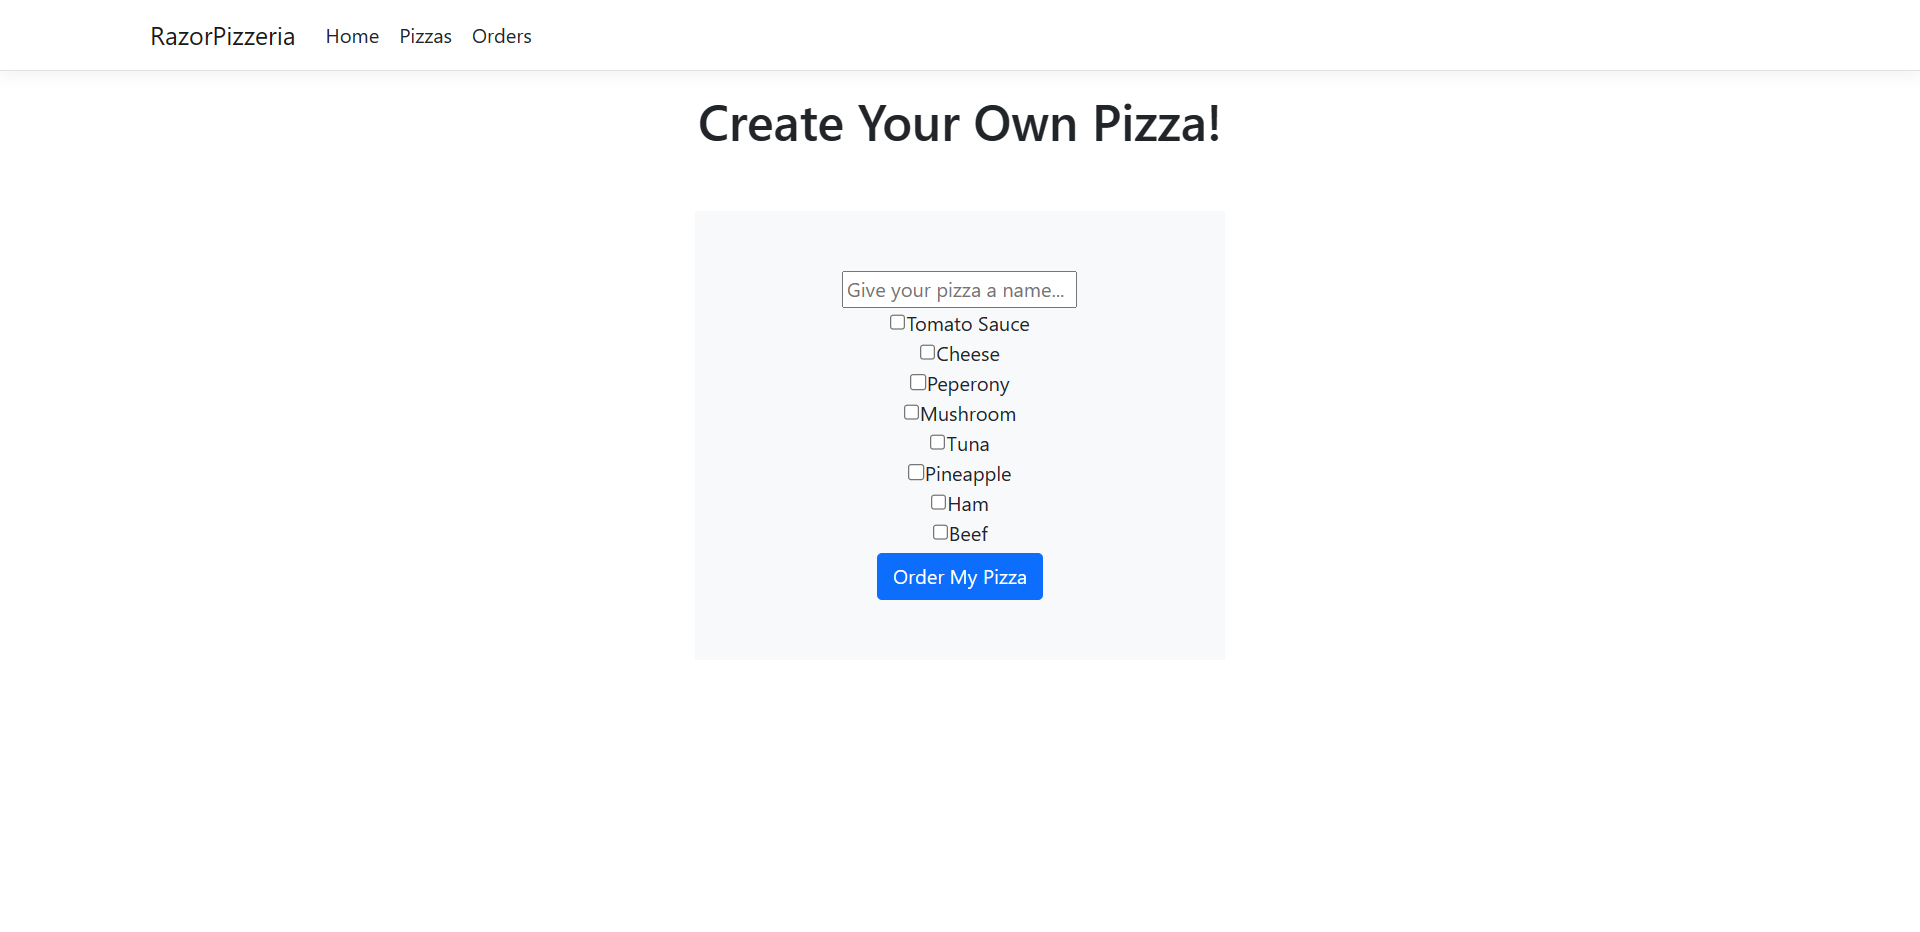 RazorPizzeria Home Pizzas Orders
Create Your Own Pizza!
Give your pizza a name...
Tomato Sauce
Cheese
Peperony
Mushroom
Tuna
Pineapple
Ham
Beef
Order My Pizza